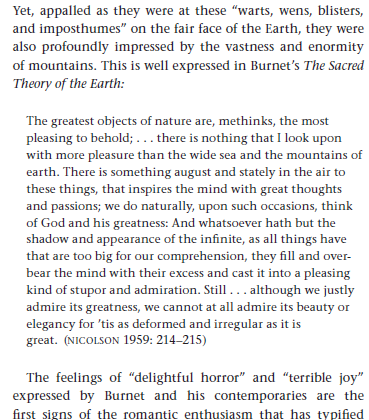 Yet, appalled as they were at these “warts, wens, blisters,
and imposthumes” on the fair face of the Earth, they were
also profoundly impressed by the vastness and enormity
of mountains. This is well expressed in Burnet’s The Sacred
Theory of the Earth:
The greatest objects of nature are, methinks, the most
pleasing to behold; . . . there is nothing that I look upon
with more pleasure than the wide sea and the mountains of
earth. There is something august and stately in the air to
these things, that inspires the mind with great thoughts
and passions; we do naturally, upon such occasions, think
of God and his greatness: And whatsoever hath but the
shadow and appearance of the infinite, as all things have
that are too big for our comprehension, they fill and over-
bear the mind with their excess and cast it into a pleasing
kind of stupor and admiration. Still . . . although we justly
admire its greatness, we cannot at all admire its beauty or
elegancy for ’tis as deformed and irregular as it is
great. (NICOLSON 1959: 214–215)
The feelings of “delightful horror” and “terrible joy”
expressed by Burnet and his contemporaries are the
first signs of the romantic enthusiasm that has typified